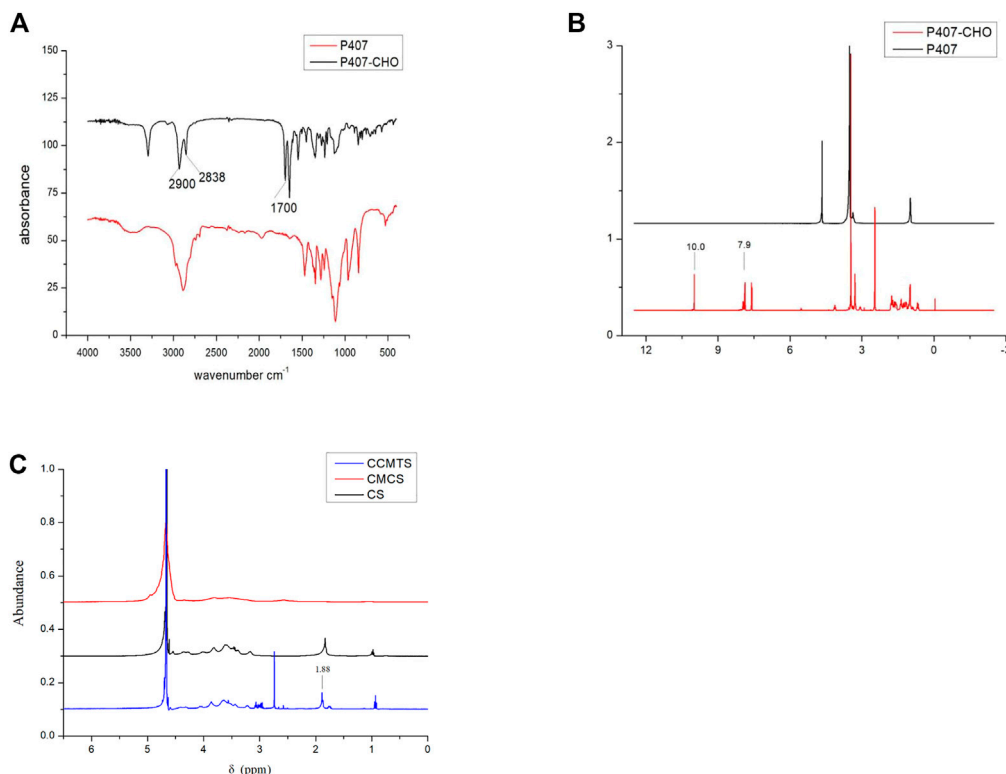 A
P407
P407-CHO
150
125
100
75
50
25
0
absorbance
2900
2838
1700
4000 3500 3000 2500 2000 1500 1000 500
wavenumber cm-1
B
P407-CHO
P407
3
2
1
0
10.0
7.9
12 9 6 3 0 -3
C
CCMTS
CMCS
CS
1.0
0.8
0.6
0.4
0.2
0.0
Abundance
1.88
6 5 4 3 2 1 0
δ (ppm)